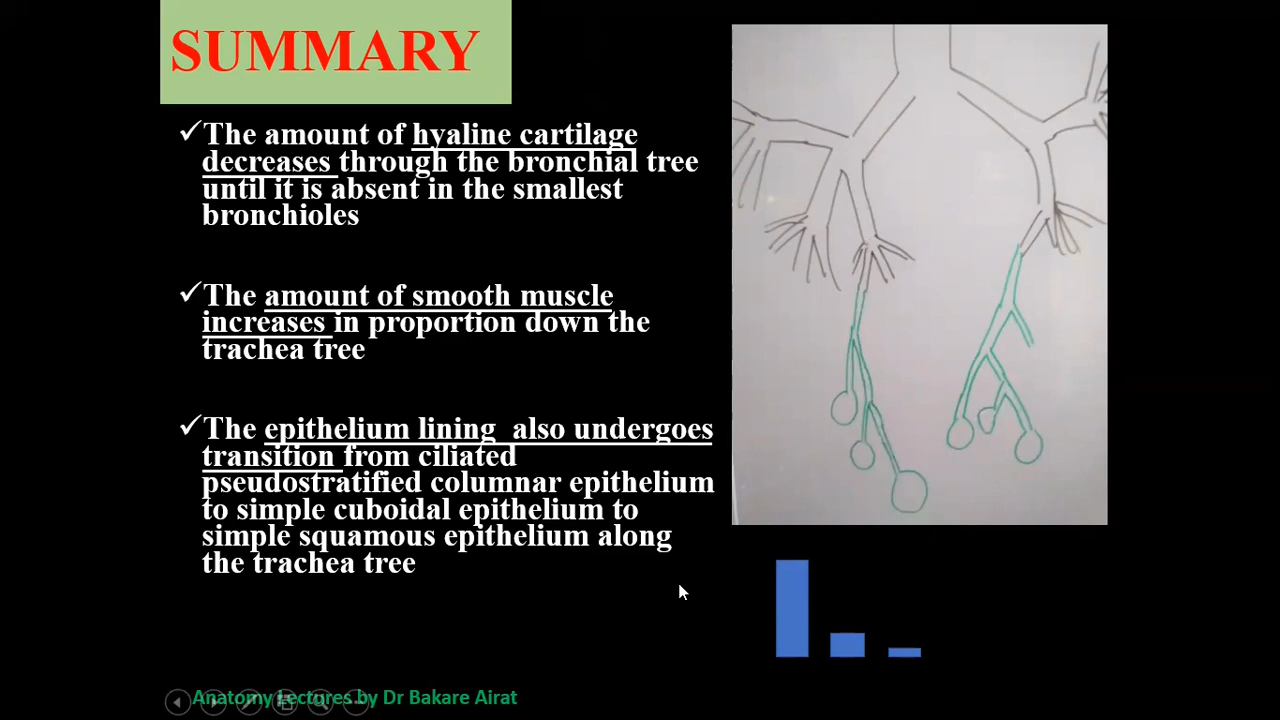 SUMMARY
✓The amount of hyaline cartilage
decreases through the bronchial tree
until it is absent in the smallest
bronchioles
✓The amount of smooth muscle
increases in proportion down the
trachea tree
✓The epithelium lining also undergoes
transition from ciliated
pseudostratified columnar epithelium
to simple cuboidal epithelium to
simple squamous epithelium along
the trachea tree
Anatomy Lectures by Dr Bakare Airat